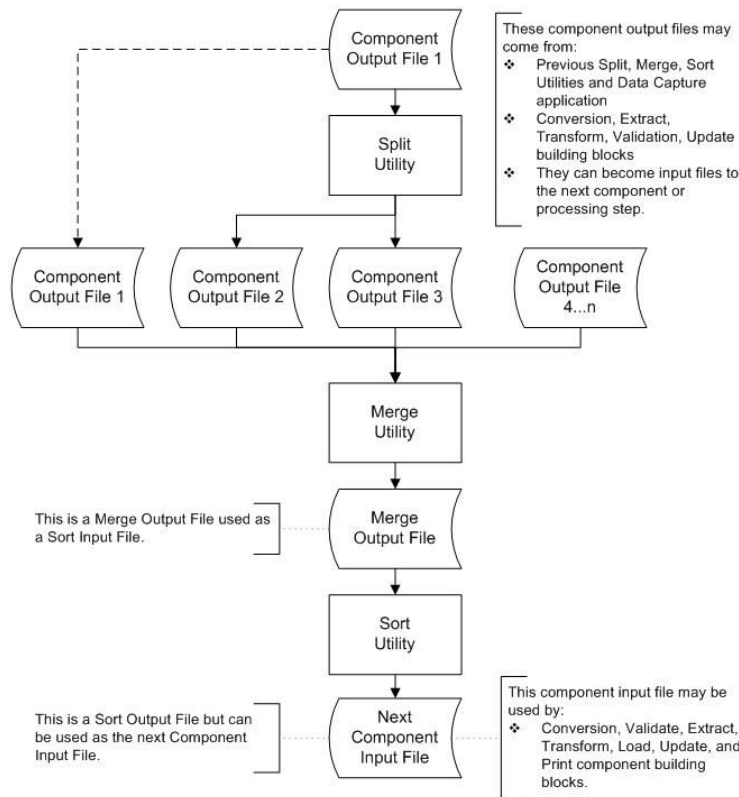 Component
Output File 1
These component output files may
come from:
❖ Previous Split, Merge, Sort
Utilities and Data Capture
application
❖ Conversion, Extract,
Transform, Validation, Update
building blocks
❖ They can become input files to
the next component or
processing step.
Split
Utility
Component
Output File 1
Component
Output File 2
Component
Output File 3
Component
Output File
4...n
Merge
Utility
This is a Merge Output File used as
a Sort Input File.
Merge
Output File
Sort
Utility
This is a Sort Output File but can
be used as the next Component
Input File.
Next
Component
Input File
This component input file may be
used by:
❖ Conversion, Validate, Extract,
Transform, Load, Update, and
Print component building
blocks.